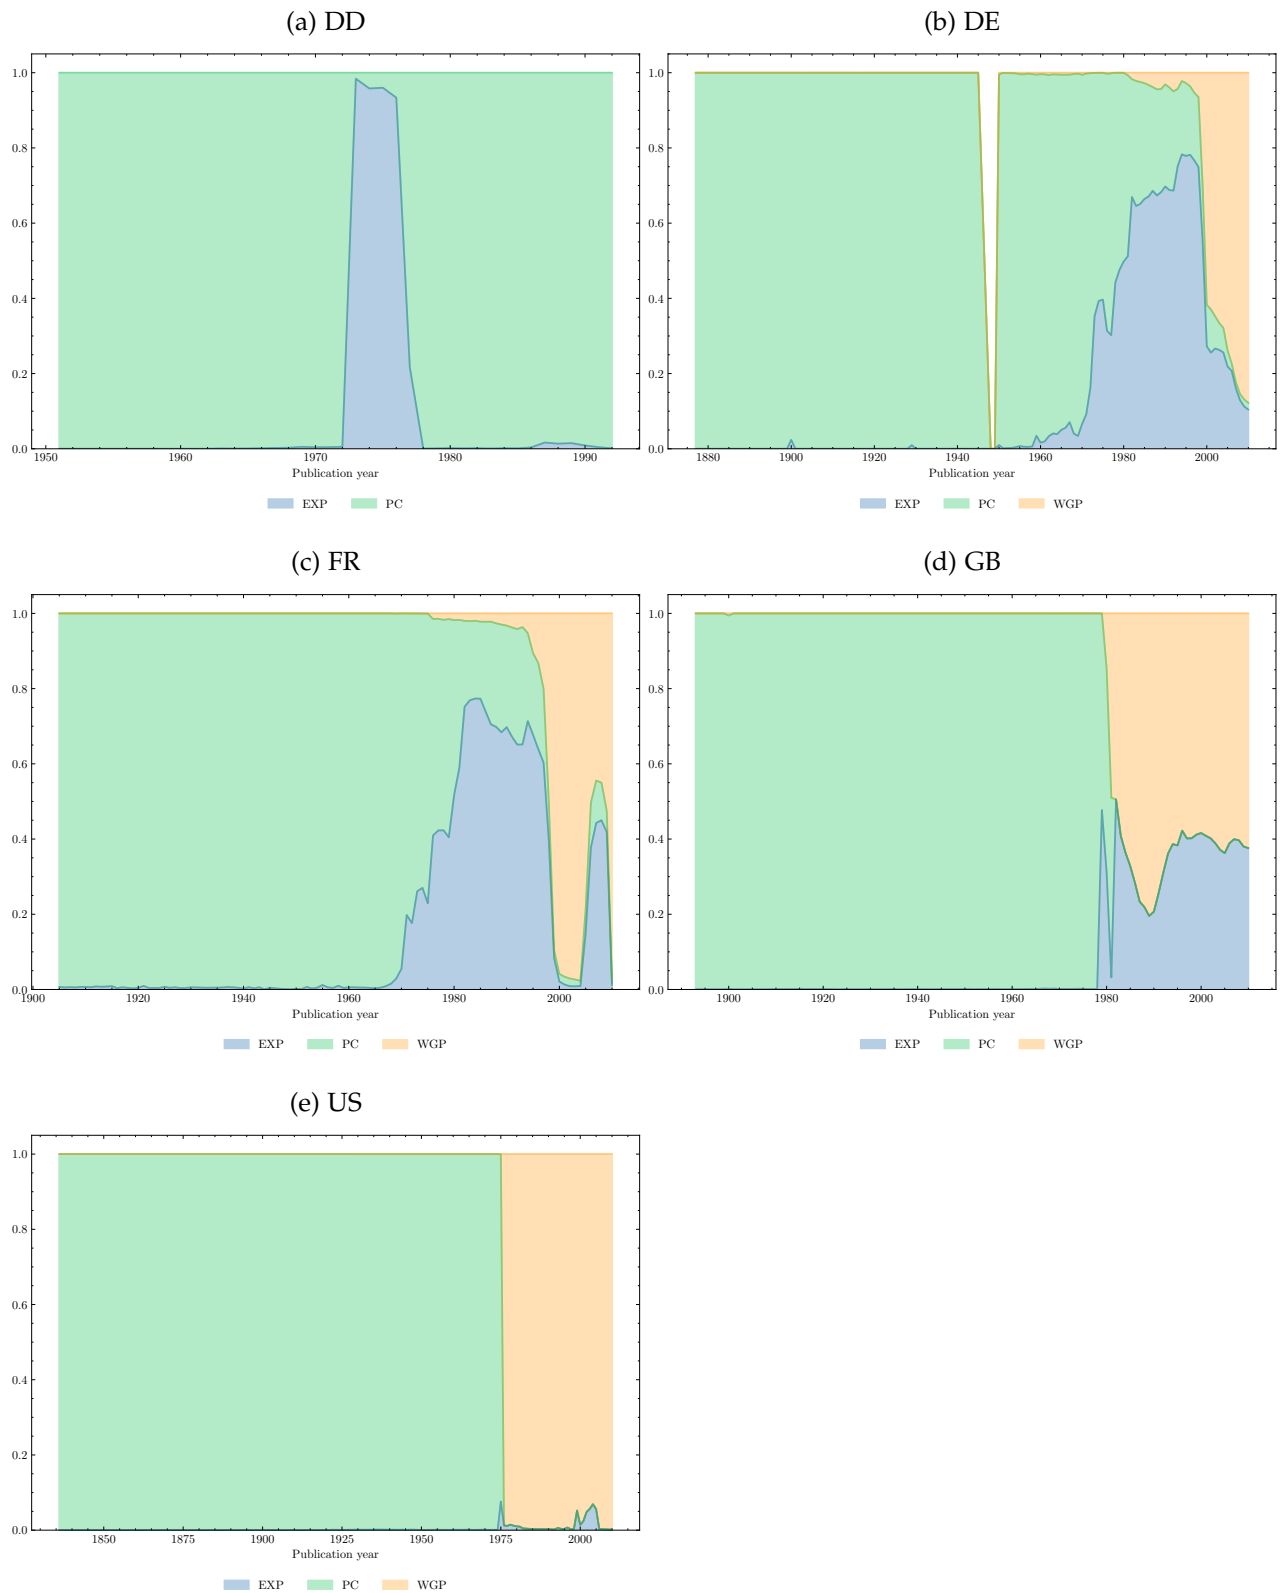 (a) DD
1.0
0.8
0.6
0.4
0.2
0.0
1950 1960 1970 1980 1990
Publication year
EXP PC
(b) DE
1.0
0.8
0.6
0.4
0.2
0.0
1880 1900 1920 1940 1960 1980 2000
Publication year
EXP PC WGP
(c) FR
1.0
0.8
0.6
0.4
0.2
0.0
1900 1920 1940 1960 1980 2000
Publication year
EXP PC WGP
(d) GB
1.0
0.8
0.6
0.4
0.2
0.0
1900 1920 1940 1960 1980 2000
Publication year
EXP PC WGP
(e) US
1.0
0.8
0.6
0.4
0.2
0.0
1850 1875 1900 1925 1950 1975 2000
Publication year
EXP PC WGP